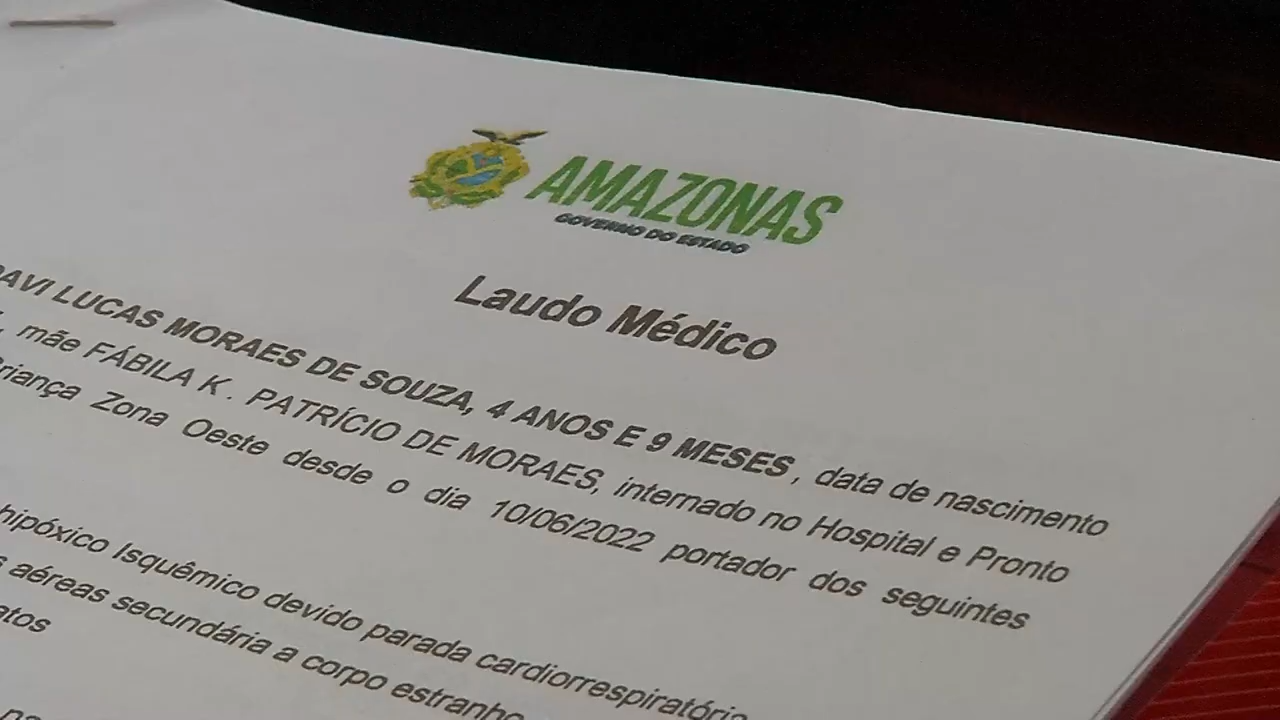 AMAZONAS
GOVERNO DO ESTADO
Laudo Médico
DAVI LUCAS MORAES DE SOUZA, 4 ANOS E 9 MESES, data de nascimento
mãe FÁBILA K. PATRÍCIO DE MORAES, internado no Hospital e Pronto
Criança Zona Oeste desde o dia 10/06/2022 portador dos seguintes
hipóxico Isquêmico devido parada cardiorrespiratória
aéreas secundária a corpo estranho